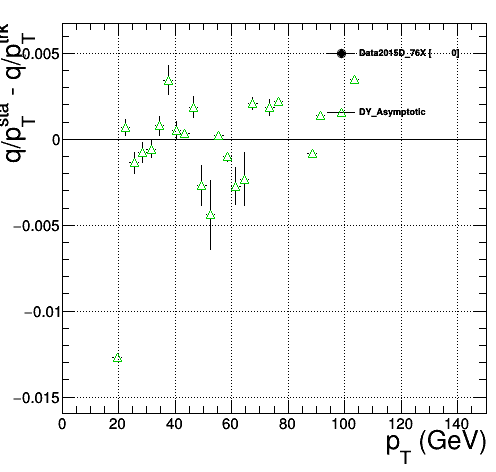 q/p_T^sta - q/p_T^trk
0.005
0
−0.005
−0.01
−0.015
Data2015D_76X [ 0]
DY_Asymptotic
0 20 40 60 80 100 120 140
p_T (GeV)